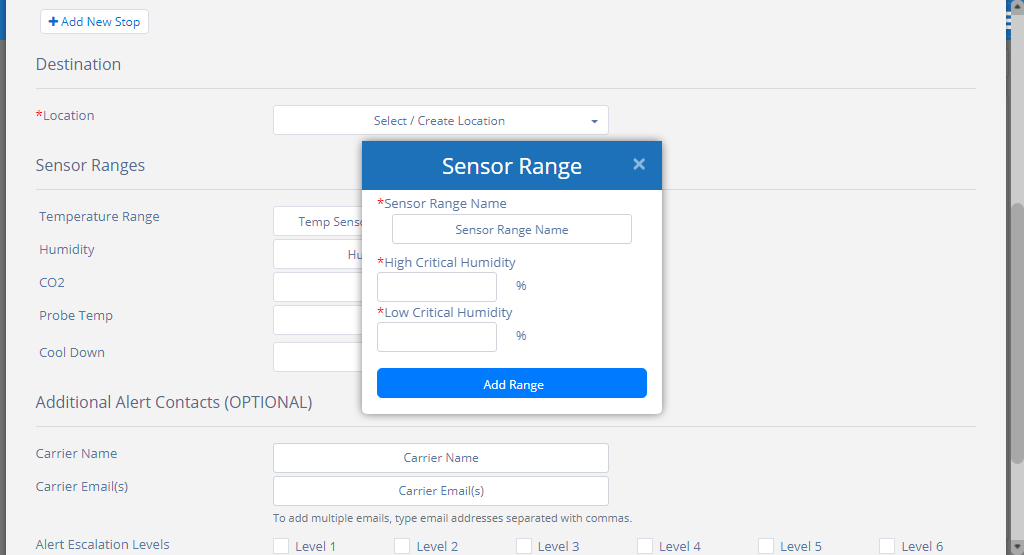 + Add New Stop
Destination
*Location
Select / Create Location
Sensor Range
×
*Sensor Range Name
Sensor Range Name
*High Critical Humidity
%
*Low Critical Humidity
%
Add Range
Sensor Ranges
Temperature Range
Temp
Humidity
CO2
Probe Temp
Cool Down
Additional Alert Contacts (OPTIONAL)
Carrier Name
Carrier Name
Carrier Email(s)
Carrier Email(s)
To add multiple emails, type email addresses separated with commas.
Alert Escalation Levels
Level 1
Level 2
Level 3
Level 4
Level 5
Level 6